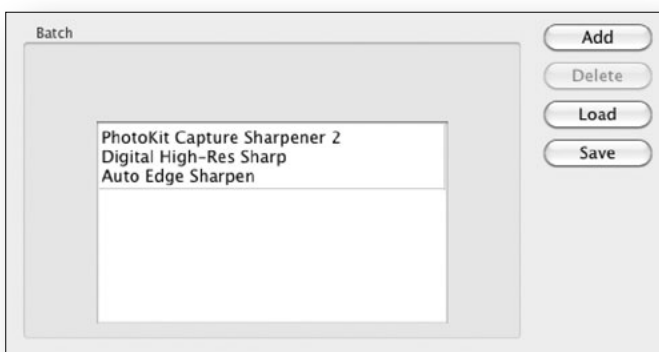 Batch
Add
Delete
Load
Save
PhotoKit Capture Sharpener 2
Digital High-Res Sharp
Auto Edge Sharpen